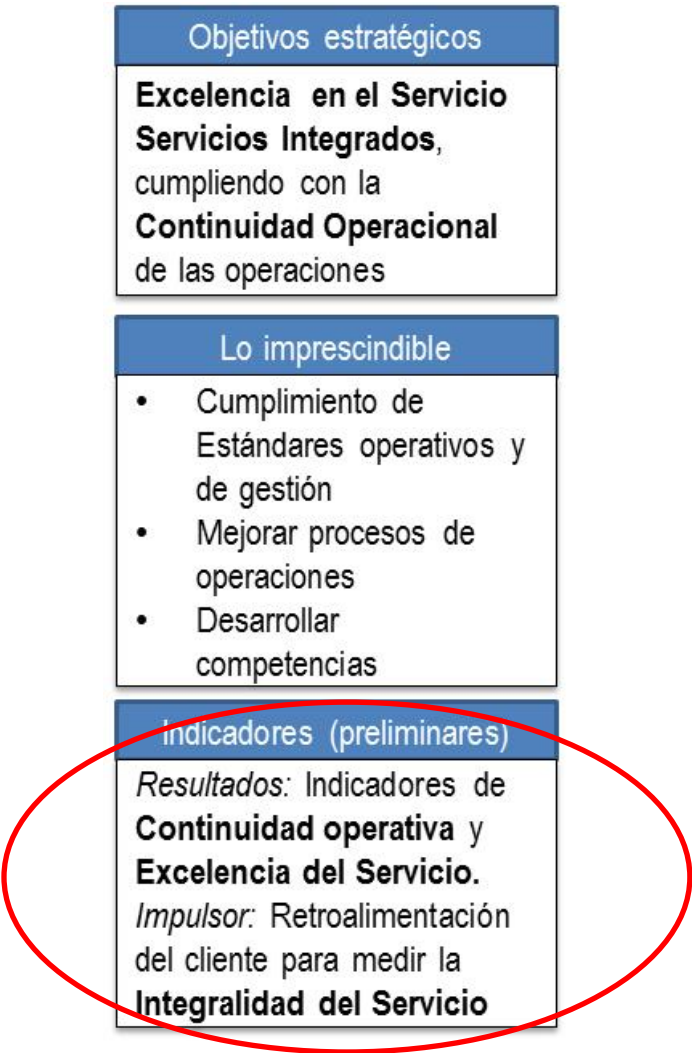 Objetivos estratégicos
Excelencia en el Servicio
Servicios Integrados,
cumpliendo con la
Continuidad Operacional
de las operaciones
Lo imprescindible
• Cumplimiento de
Estándares operativos y
de gestión
• Mejorar procesos de
operaciones
• Desarrollar
competencias
Indicadores (preliminares)
Resultados: Indicadores de
Continuidad operativa y
Excelencia del Servicio.
Impulsor: Retroalimentación
del cliente para medir la
Integralidad del Servicio